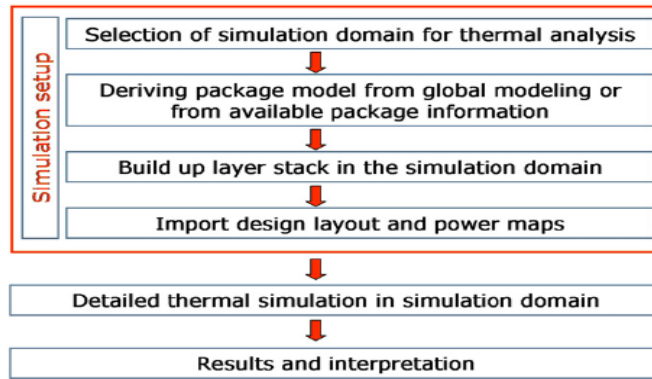 Simulation setup
Selection of simulation domain for thermal analysis
Deriving package model from global modeling or
from available package information
Build up layer stack in the simulation domain
Import design layout and power maps
Detailed thermal simulation in simulation domain
Results and interpretation